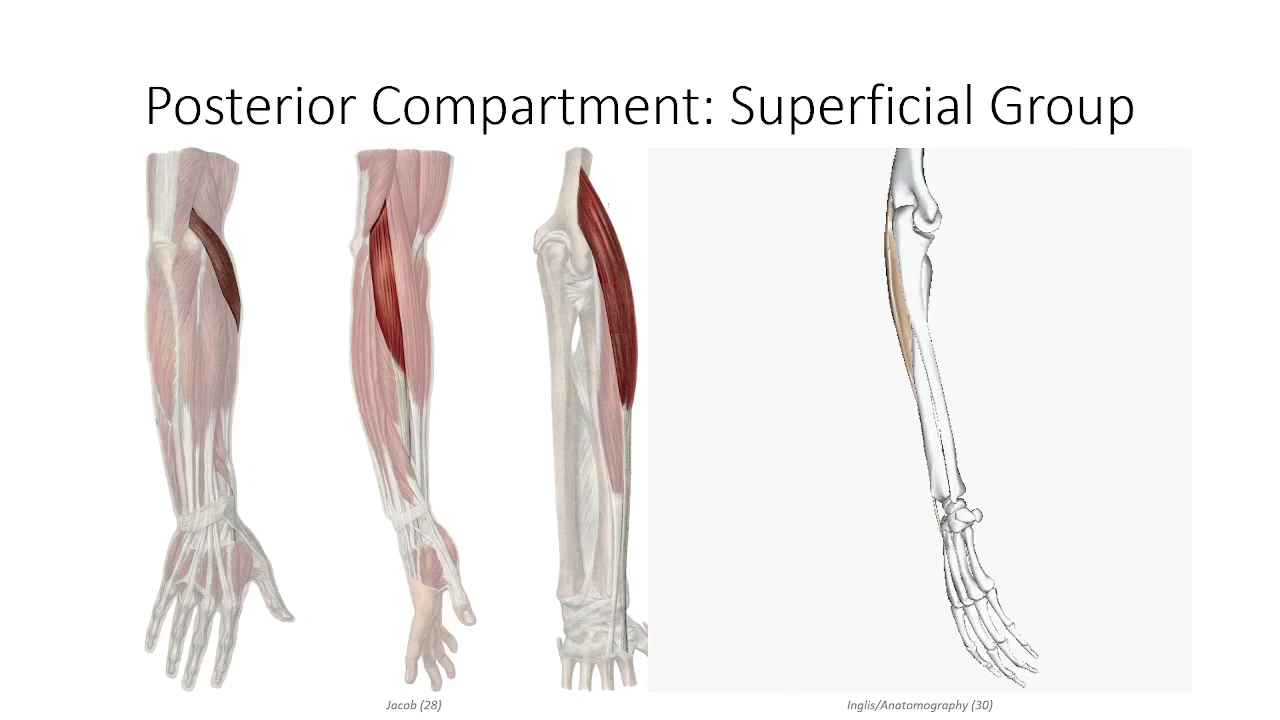 Posterior Compartment: Superficial Group
Jacob (28)
Inglis/Anatomography (30)